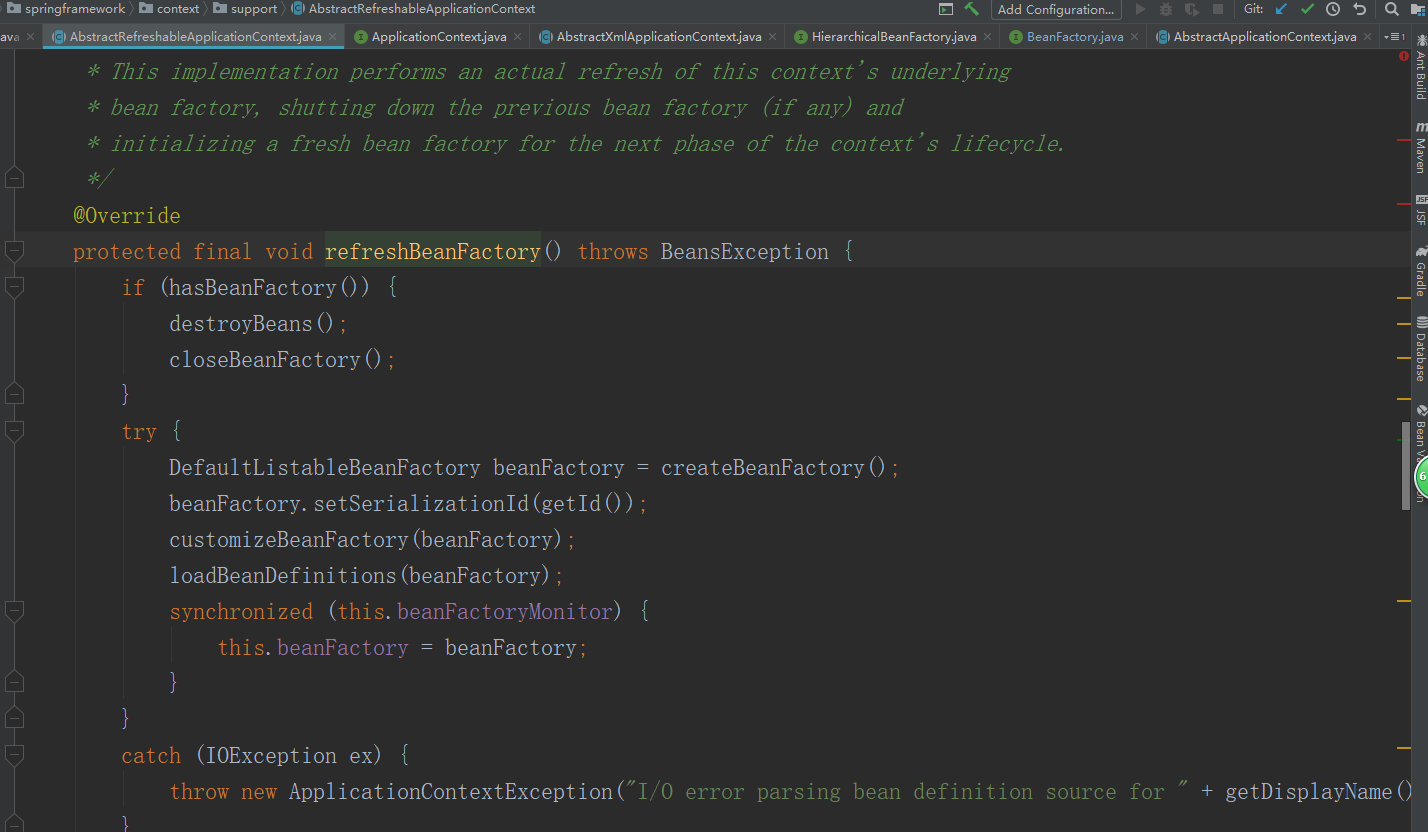 springframework context support AbstractRefreshableApplicationContext Add Configuration... Git:
ava AbstractRefreshableApplicationContext.java ApplicationContext.java AbstractXmlApplicationContext.java HierarchicalBeanFactory.java BeanFactory.java AbstractApplicationContext.java
* This implementation performs an actual refresh of this context's underlying
* bean factory, shutting down the previous bean factory (if any) and
* initializing a fresh bean factory for the next phase of the context's lifecycle.
*/
@Override
protected final void refreshBeanFactory() throws BeansException {
if (hasBeanFactory()) {
destroyBeans();
closeBeanFactory();
}
try {
DefaultListableBeanFactory beanFactory = createBeanFactory();
beanFactory.setSerializationId(getId());
customizeBeanFactory(beanFactory);
loadBeanDefinitions(beanFactory);
synchronized (this.beanFactoryMonitor) {
this.beanFactory = beanFactory;
}
}
catch (IOException ex) {
throw new ApplicationContextException("I/O error parsing bean definition source for " + getDisplayName()
}
Ant Build
Maven
JSF
Gradle
Database
Bean
6